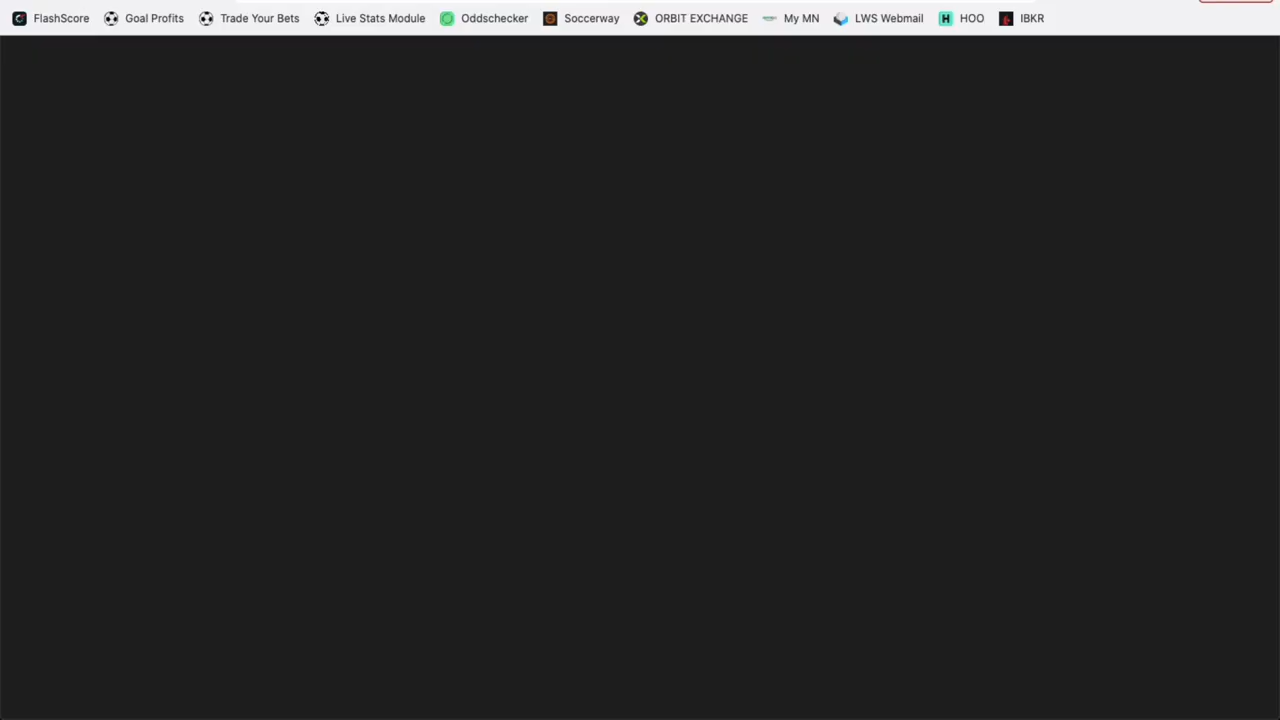 FlashScore Goal Profits Trade Your Bets Live Stats Module Oddschecker Soccerway ORBIT EXCHANGE My MN LWS Webmail H HOO IBKR